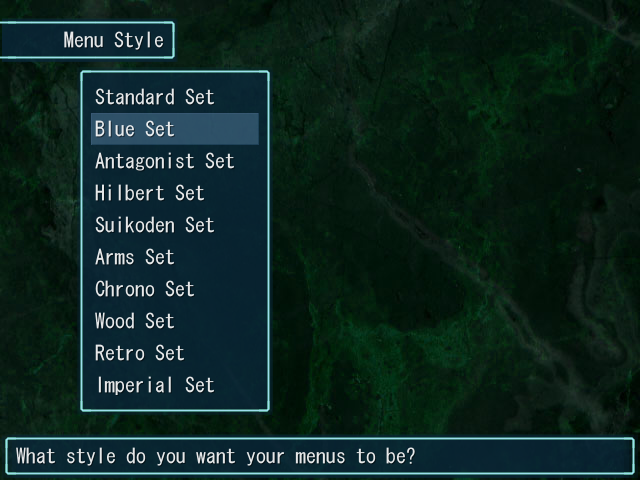 Menu Style
Standard Set
Blue Set
Antagonist Set
Hilbert Set
Suikoden Set
Arms Set
Chrono Set
Wood Set
Retro Set
Imperial Set
What style do you want your menus to be?